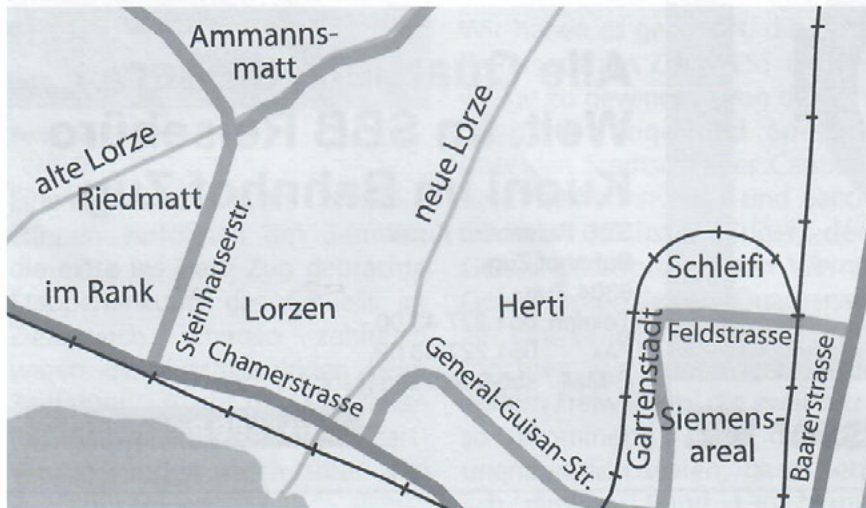 Ammanns-
matt
alte Lorze
Riedmatt
neue Lorze
Steinhauserstr.
im Rank
Lorzen
Herti
Schleifi
Chamerstrasse
General-Guisan-Str.
Gartenstadt
Feldstrasse
Siemens-
areal
Baarerstrasse